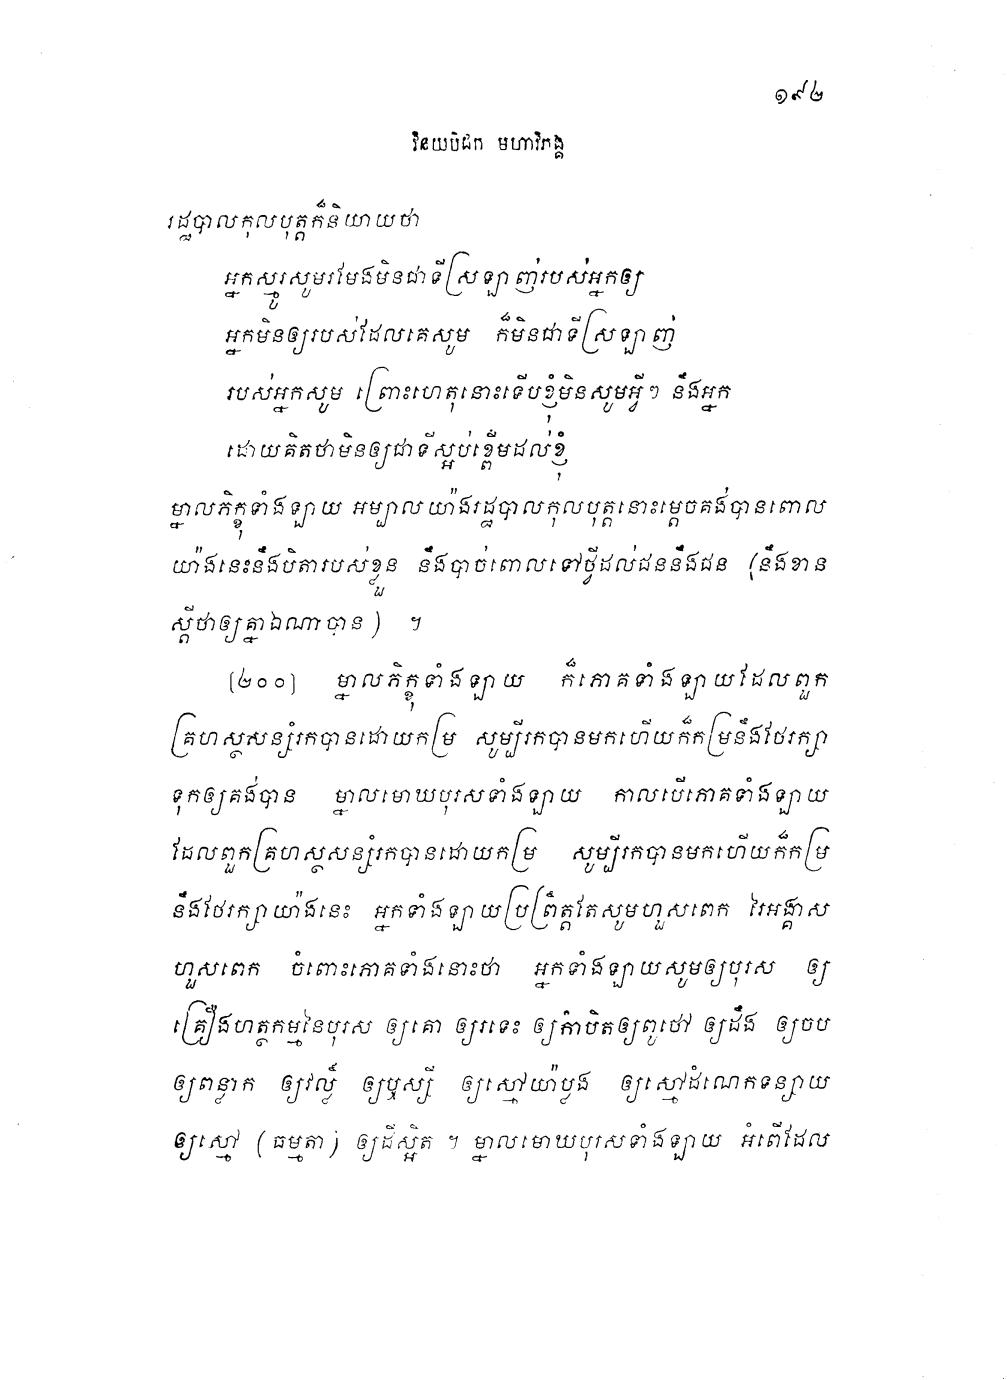 ១៩៤
វិនយបិដក មហាវិភង្គ
រដ្ឋបាលកុលបុត្តក៏និយាយថា
អ្នកស្មូរសូមរមែងមិនជាទីស្រឡាញ់របស់អ្នកឲ្យ
អ្នកមិនឲ្យរបស់ដែលគេសូម ក៏មិនជាទីស្រឡាញ់
របស់អ្នកសូម ព្រោះហេតុនោះទើបខ្ញុំមិនសូមអ្វីៗ នឹងអ្នក
ដោយគិតថាមិនឲ្យជាទីស្អប់ខ្ពើមដល់ខ្ញុំ
ម្នាលភិក្ខុទាំងឡាយ អម្បាលយ៉ាងរដ្ឋបាលកុលបុត្តនោះម្តេចគង់បានពោល
យ៉ាងនេះនឹងបិតារបស់ខ្លួន នឹងបាច់ពោលទៅថ្វីដល់ជននឹងជន (នឹងខាន
ស្តីថាឲ្យគ្នាឯណាបាន) ។
[២០០] ម្នាលភិក្ខុទាំងឡាយ ក៏ភោគទាំងឡាយដែលពួក
គ្រហស្ថសន្សំរកបានដោយកម្រ សូម្បីរកបានមកហើយក៏កម្រនឹងថែរក្សា
ទុកឲ្យគង់បាន ម្នាលមោឃបុរសទាំងឡាយ កាលបើភោគទាំងឡាយ
ដែលពួកគ្រហស្ថសន្សំរកបានដោយកម្រ សូម្បីរកបានមកហើយក៏កម្រ
នឹងថែរក្សាយ៉ាងនេះ អ្នកទាំងឡាយប្រព្រឹត្តតែសូមហួសពេក រៃអង្គាស
ហួសពេក ចំពោះភោគទាំងនោះថា អ្នកទាំងឡាយសូមឲ្យបុរស ឲ្យ
គ្រឿងហត្ថកម្មនៃបុរស ឲ្យគោ ឲ្យរទេះ ឲ្យកាំបិតឲ្យពូថៅ ឲ្យដឹង ឲ្យចប
ឲ្យពន្លាក ឲ្យវល្លិ៍ ឲ្យឫស្សី ឲ្យស្មៅយ៉ាប្លង ឲ្យស្មៅដំណេកទន្សាយ
ឲ្យស្មៅ (ធម្មតា) ឲ្យដីស្អិត ។ ម្នាលមោឃបុរសទាំងឡាយ អំពើដែល